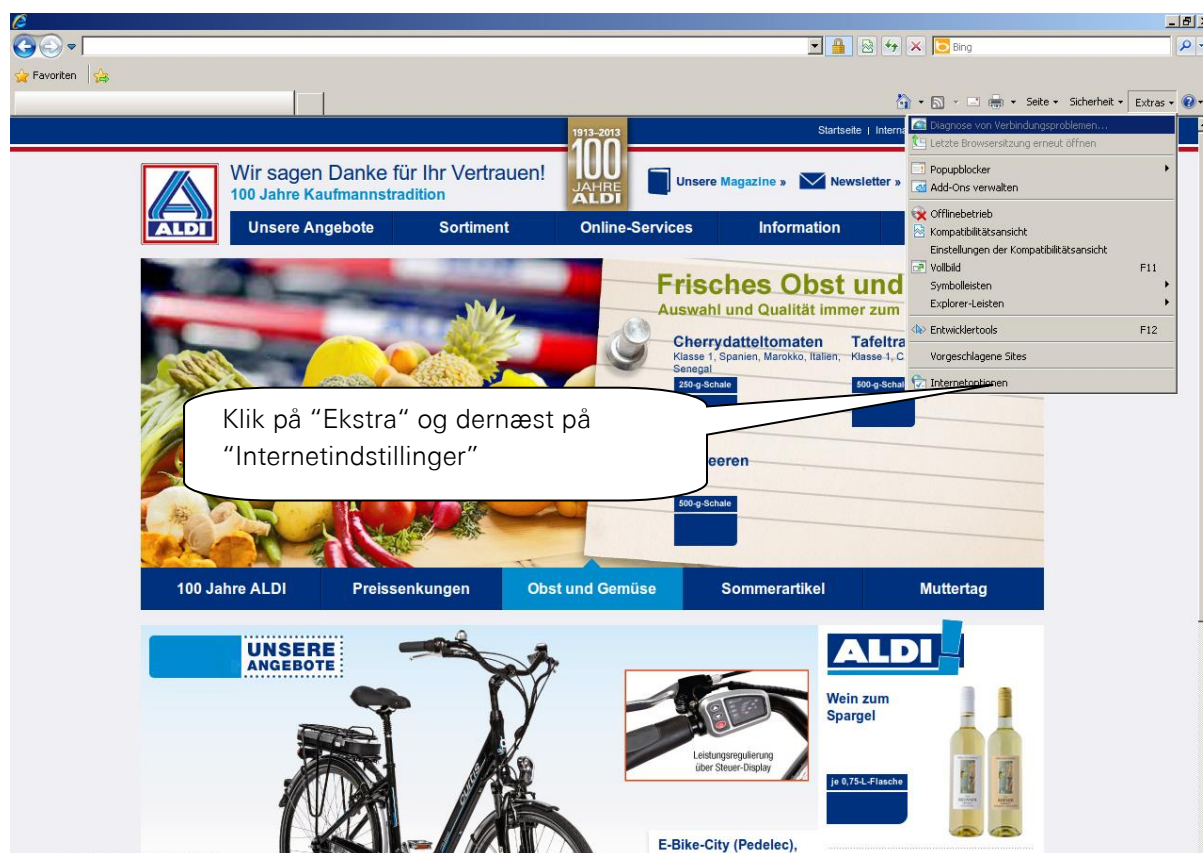 Bing
Favoriten
Seite Sicherheit Extras
Startseite | Interna
Diagnose von Verbindungsproblemen...
Letzte Browsersitzung erneut öffnen
Popupblocker
Add-Ons verwalten
Offlinebetrieb
Kompatibilitätsansicht
Einstellungen der Kompatibilitätsansicht
Vollbild F11
Symbolleisten
Explorer-Leisten
Entwicklertools F12
Vorgeschlagene Sites
Internetoptionen
ALDI
Wir sagen Danke für Ihr Vertrauen!
100 Jahre Kaufmannstradition
1913-2013
100
JAHRE
ALDI
Unsere Magazine »
Newsletter »
Unsere Angebote Sortiment Online-Services Information
Frisches Obst und
Auswahl und Qualität immer zum
Cherrydatteltomaten
Klasse 1, Spanien, Marokko, Italien,
Senegal
250-g-Schale
Tafeltra
Klasse 1, C
500-g-Schal
Klik på “Ekstra“ og dernæst på
“Internetindstillinger”
eeren
500-g-Schale
100 Jahre ALDI Preissenkungen Obst und Gemüse Sommerartikel Muttertag
UNSERE
ANGEBOTE
Leistungsregulierung
über Steuer-Display
E-Bike-City (Pedelec),
ALDI
Wein zum
Spargel
je 0,75-L-Flasche